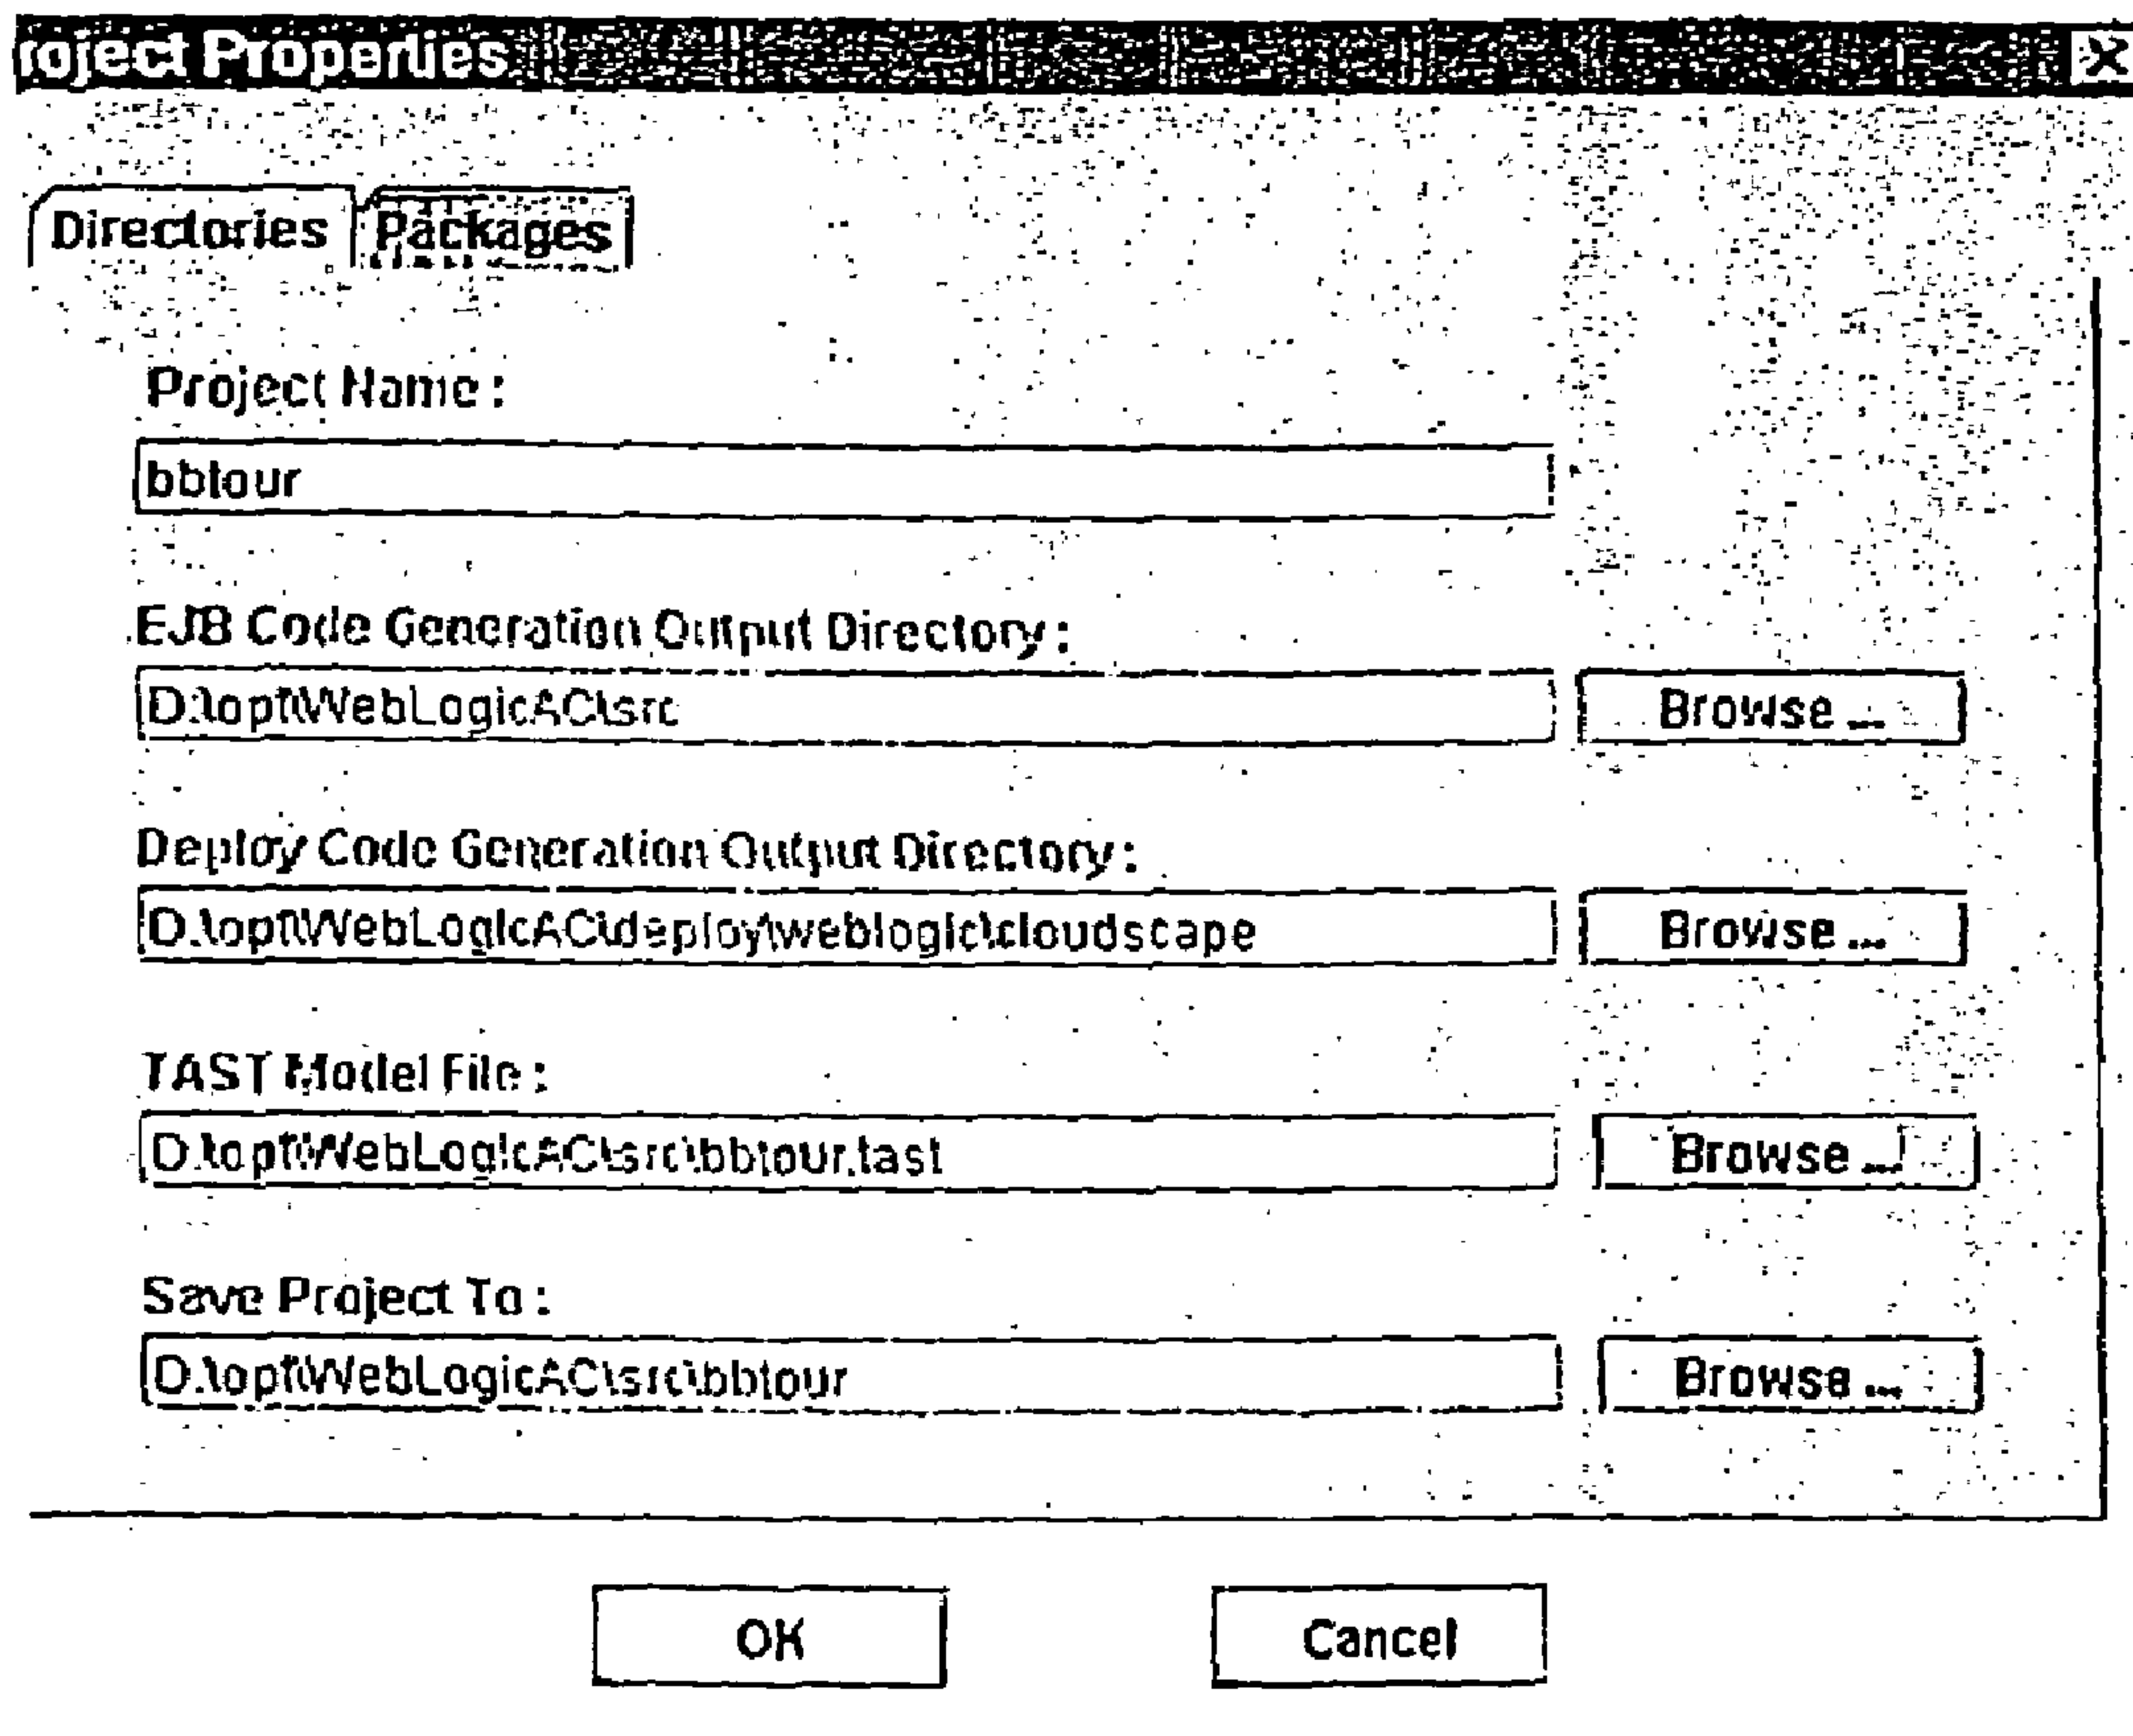 roject Properties
Directories Packages
Project Name :
bbtour
EJB Code Generation Output Directory :
D:\opt\WebLogicAC\src Browse ...
Deploy Code Generation Output Directory :
D:\opt\WebLogicAC\deploy\weblogic\cloudscape Browse ...
TAST Model File :
D:\opt\WebLogicAC\src\bbtour.tast Browse ...
Save Project To :
D:\opt\WebLogicAC\src\bbtour Browse ...
OK Cancel